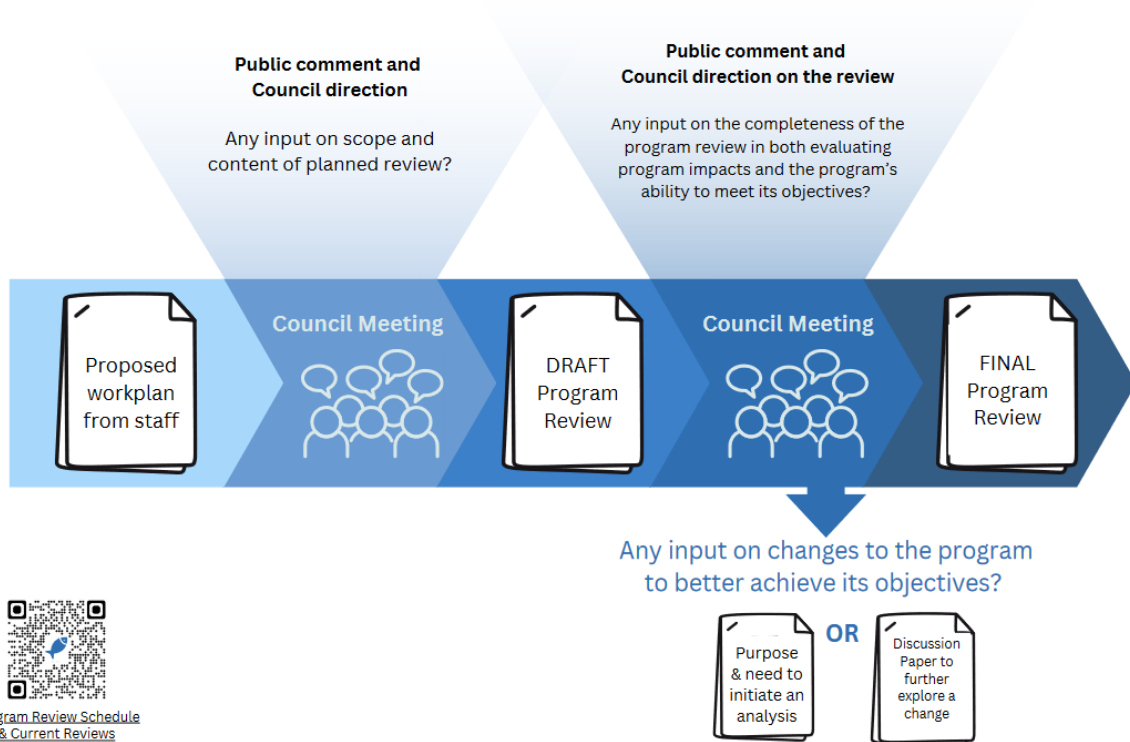 Public comment and
Council direction
Any input on scope and
content of planned review?
Public comment and
Council direction on the review
Any input on the completeness of the
program review in both evaluating
program impacts and the program's
ability to meet its objectives?
Proposed
workplan
from staff
Council Meeting
DRAFT
Program
Review
Council Meeting
FINAL
Program
Review
Any input on changes to the program
to better achieve its objectives?
Purpose
& need to
initiate an
analysis
OR
Discussion
Paper to
further
explore a
change
Review Schedule
& Current Reviews